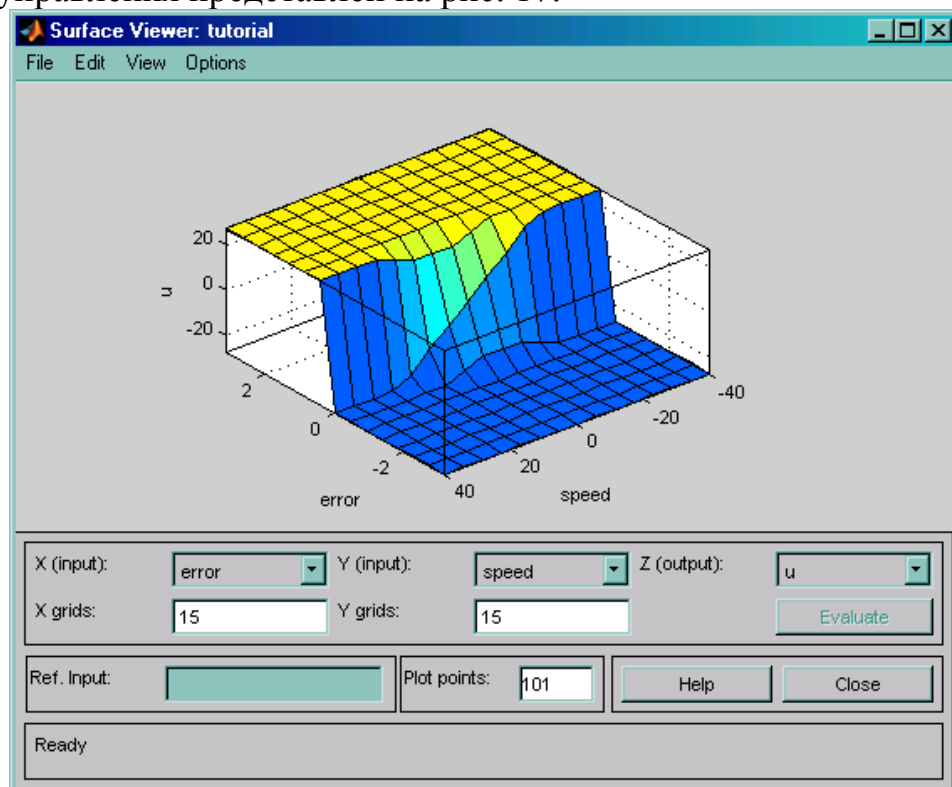 управления представлен на рис. 17.
Surface Viewer: tutorial
File Edit View Options
20
0
-20
u
2
0
-2
error
40
20
0
-20
-40
speed
X (input): error Y (input): speed Z (output): u
X grids: 15 Y grids: 15 Evaluate
Ref. Input: Plot points: 101 Help Close
Ready